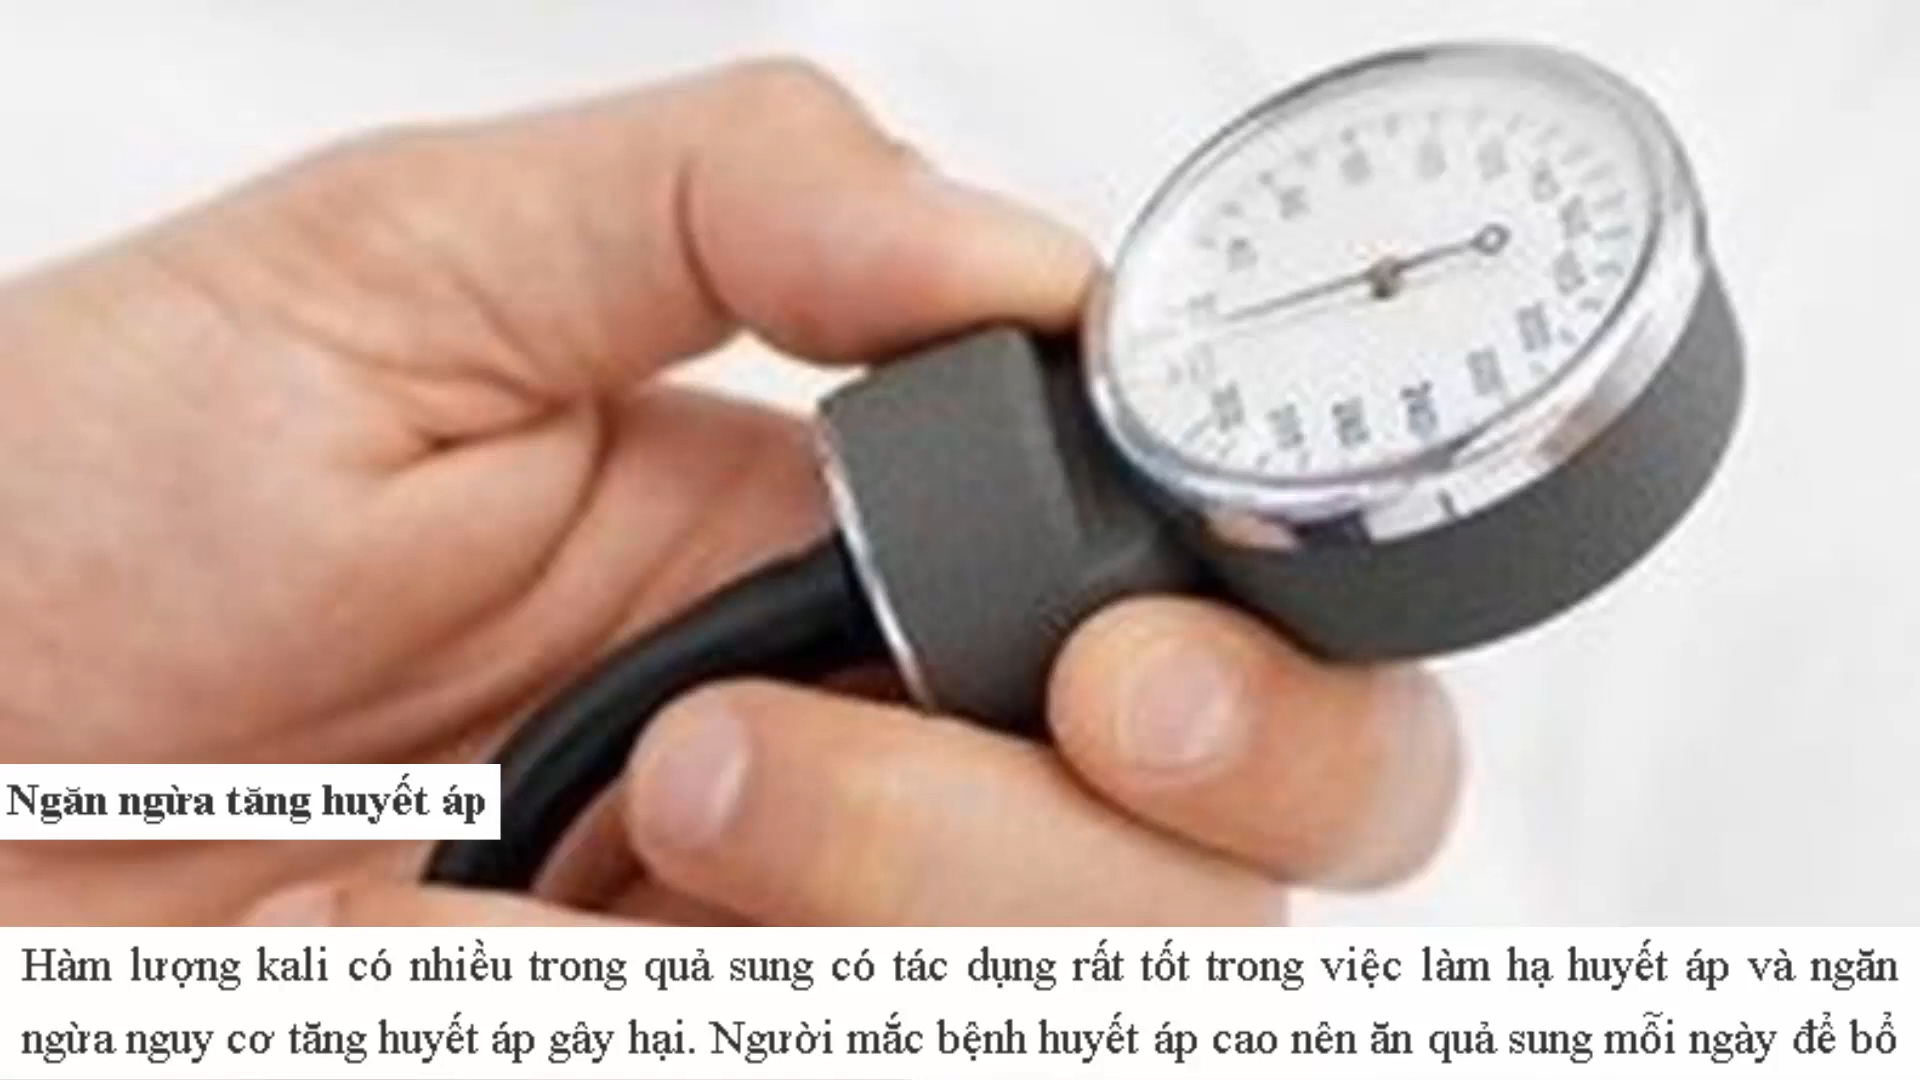 Ngăn ngừa tăng huyết áp
Hàm lượng kali có nhiều trong quả sung có tác dụng rất tốt trong việc làm hạ huyết áp và ngăn
ngừa nguy cơ tăng huyết áp gây hại. Người mắc bệnh huyết áp cao nên ăn quả sung mỗi ngày để bổ
240